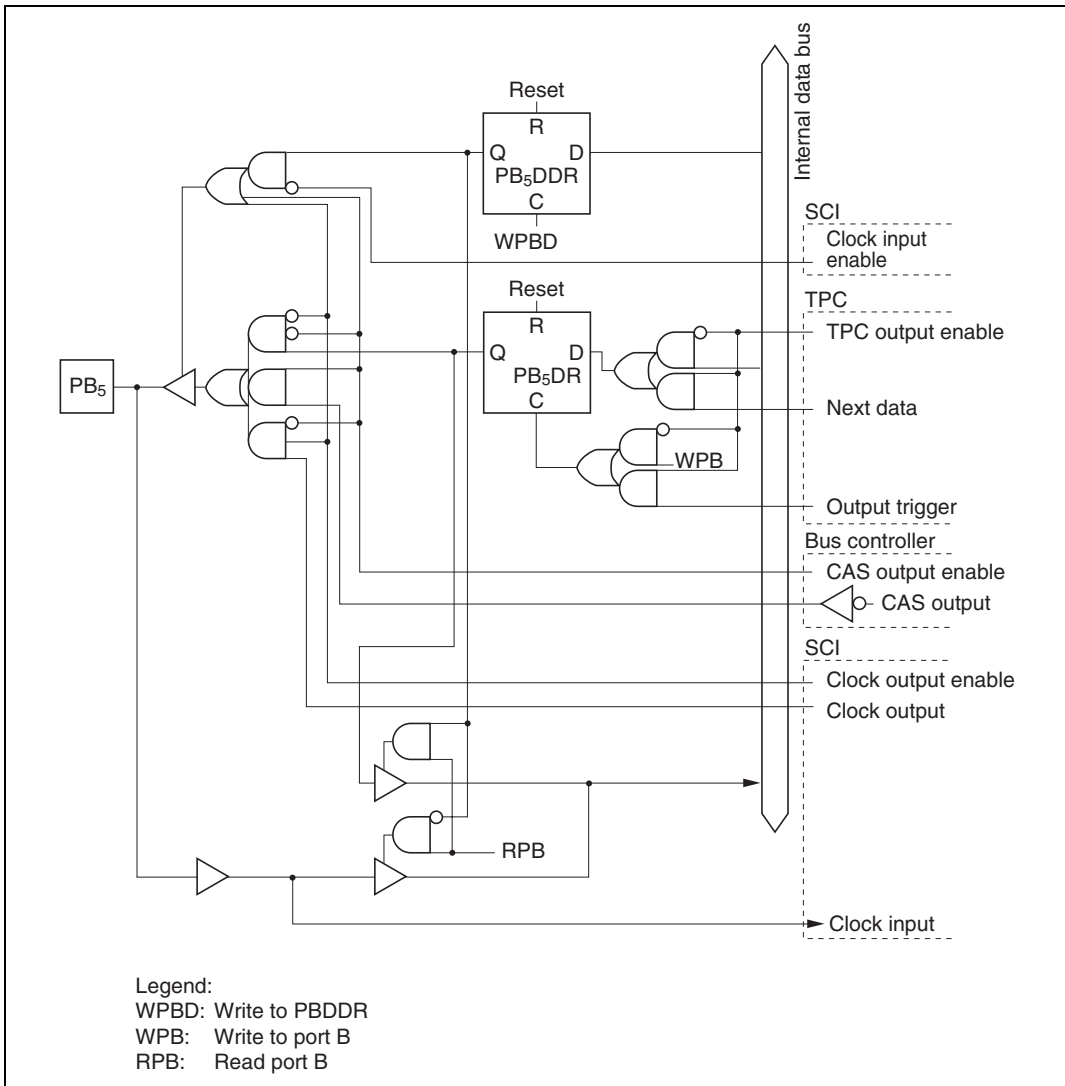 Reset
R
Q D
PB5DDR
C
WPBD
Internal data bus
SCI
Clock input
enable
Reset
R
Q D
PB5DR
C
TPC
TPC output enable
Next data
WPB
Output trigger
PB5
Bus controller
CAS output enable
CAS output
SCI
Clock output enable
Clock output
RPB
Clock input
Legend:
WPBD: Write to PBDDR
WPB: Write to port B
RPB: Read port B